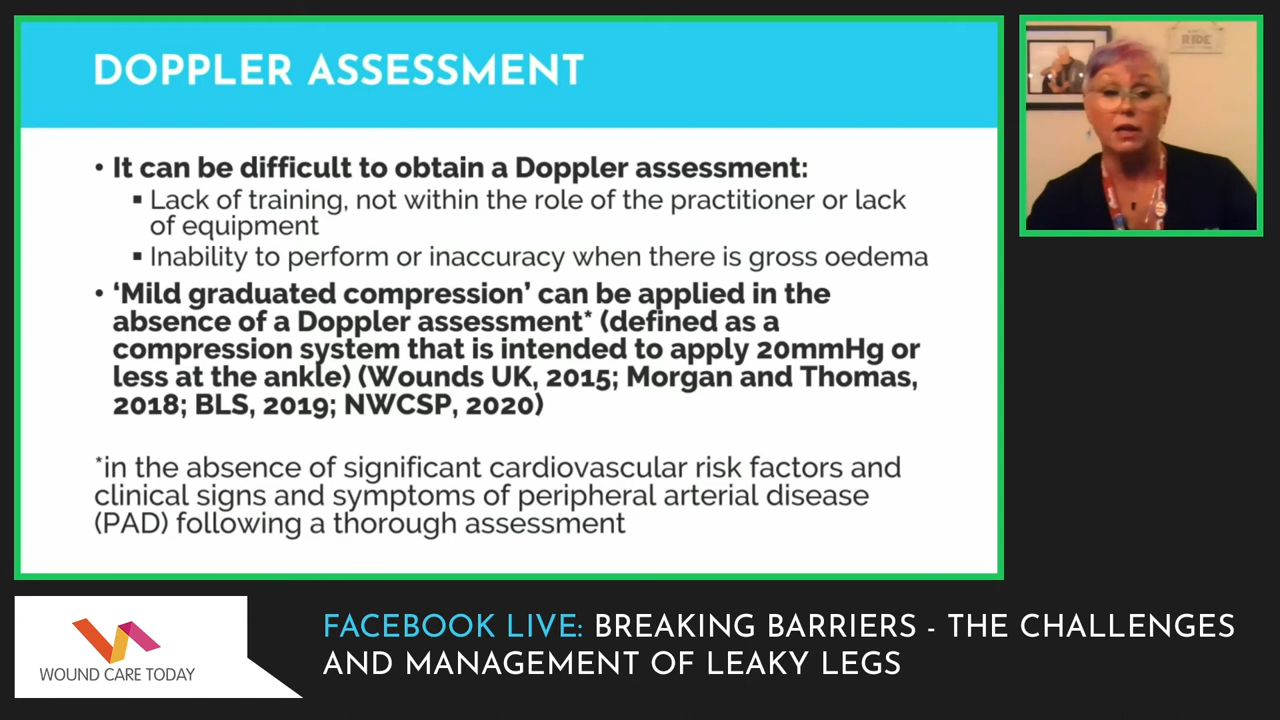 DOPPLER ASSESSMENT
• It can be difficult to obtain a Doppler assessment:
▪ Lack of training, not within the role of the practitioner or lack
of equipment
▪ Inability to perform or inaccuracy when there is gross oedema
• ‘Mild graduated compression’ can be applied in the
absence of a Doppler assessment* (defined as a
compression system that is intended to apply 20mmHg or
less at the ankle) (Wounds UK, 2015; Morgan and Thomas,
2018; BLS, 2019; NWCSP, 2020)
*in the absence of significant cardiovascular risk factors and
clinical signs and symptoms of peripheral arterial disease
(PAD) following a thorough assessment
RIDE
WOUND CARE TODAY
FACEBOOK LIVE: BREAKING BARRIERS - THE CHALLENGES
AND MANAGEMENT OF LEAKY LEGS